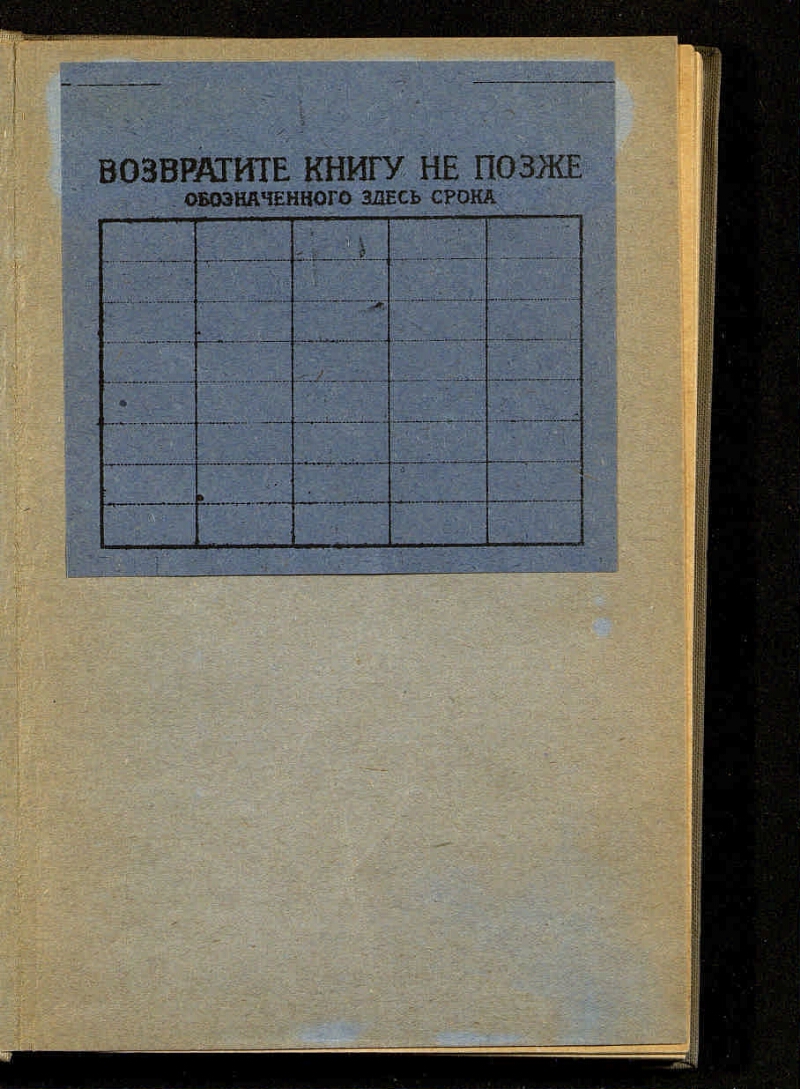 ВОЗВРАТИТЕ КНИГУ НЕ ПОЗЖЕ
ОБОЗНАЧЕННОГО ЗДЕСЬ СРОКА